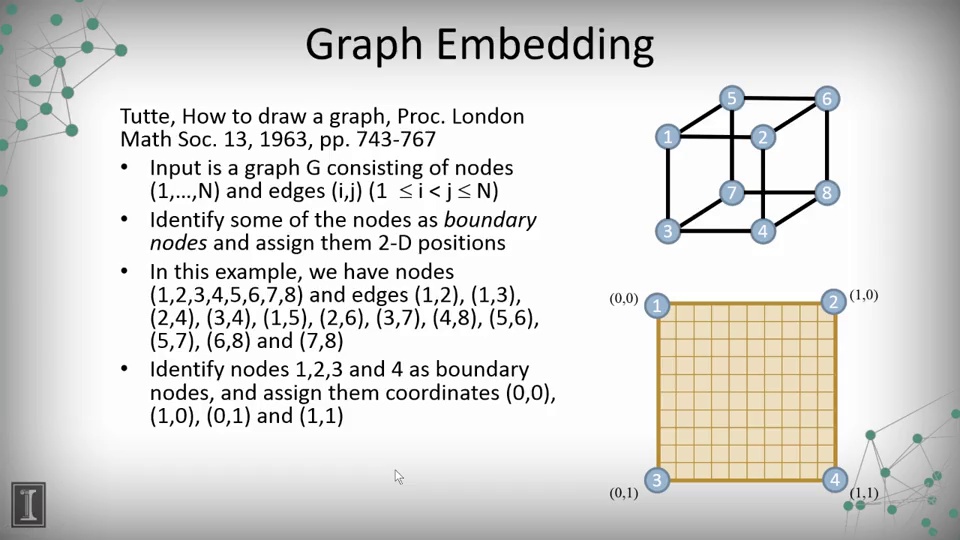 Graph Embedding
Tutte, How to draw a graph, Proc. London
Math Soc. 13, 1963, pp. 743-767
• Input is a graph G consisting of nodes
(1,...,N) and edges (i,j) (1 ≤ i < j ≤ N)
• Identify some of the nodes as boundary
nodes and assign them 2-D positions
• In this example, we have nodes
(1,2,3,4,5,6,7,8) and edges (1,2), (1,3),
(2,4), (3,4), (1,5), (2,6), (3,7), (4,8), (5,6),
(5,7), (6,8) and (7,8)
• Identify nodes 1,2,3 and 4 as boundary
nodes, and assign them coordinates (0,0),
(1,0), (0,1) and (1,1)
5 6
1 2
7 8
3 4
(0,0) 1 2 (1,0)
3 4
(0,1) (1,1)
I